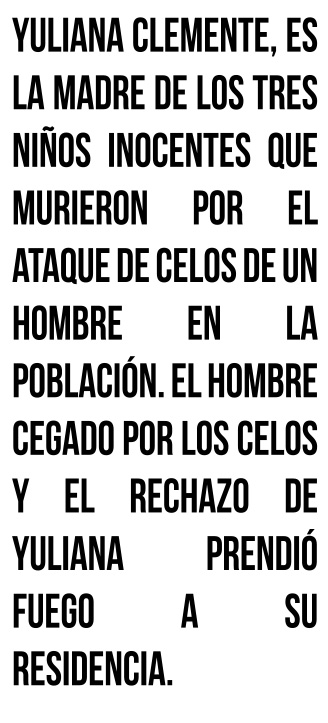 YULIANA CLEMENTE, ES
LA MADRE DE LOS TRES
NIÑOS INOCENTES QUE
MURIERON POR EL
ATAQUE DE CELOS DE UN
HOMBRE EN LA
POBLACIÓN. EL HOMBRE
CEGADO POR LOS CELOS
Y EL RECHAZO DE
YULIANA PRENDIÓ
FUEGO A SU
RESIDENCIA.